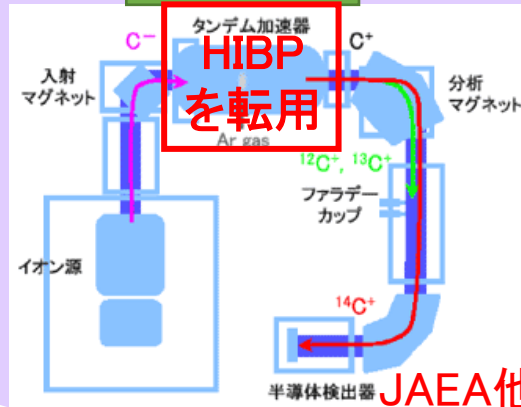 タンデム加速器
C⁻
HIBP
を転用
C⁺
入射
マグネット
分析
マグネット
Ar gas
¹²C⁺, ¹³C⁺
ファラデー
カップ
イオン源
¹⁴C⁺
半導体検出器
JAEA他